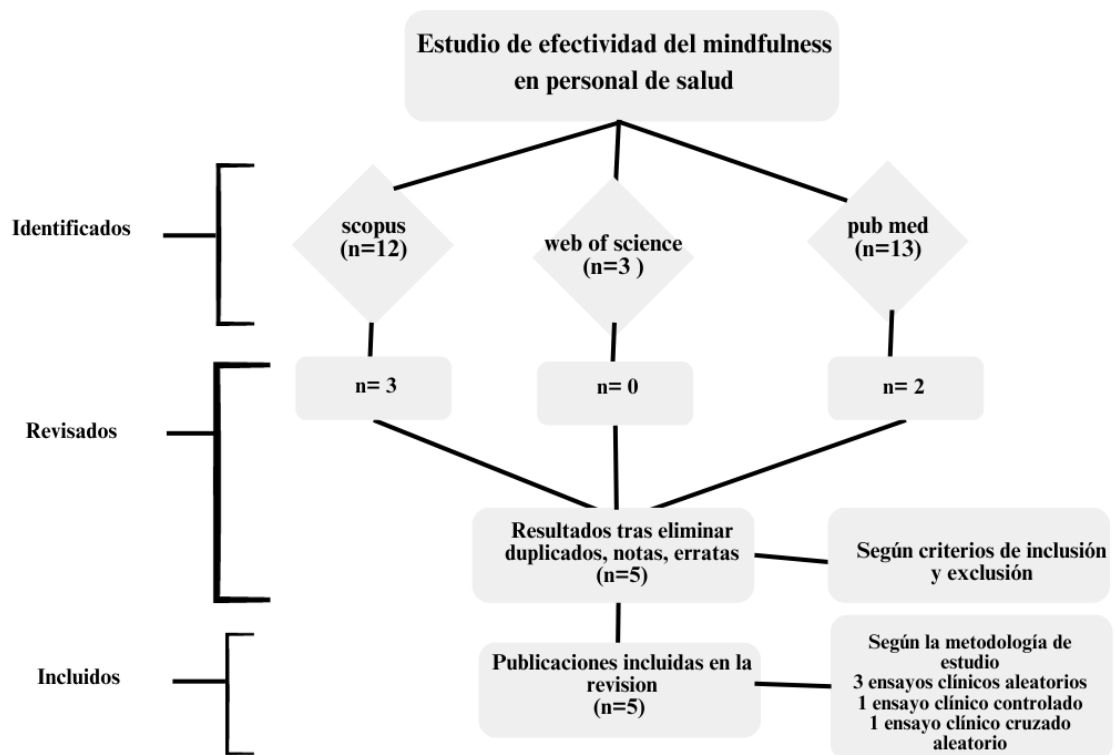 Estudio de efectividad del mindfulness
en personal de salud
Identificados
scopus
(n=12)
web of science
(n=3 )
pub med
(n=13)
n= 3
n= 0
n= 2
Revisados
Resultados tras eliminar
duplicados, notas, erratas
(n=5)
Según criterios de inclusión
y exclusión
Incluidos
Publicaciones incluidas en la
revision
(n=5)
Según la metodología de
estudio
3 ensayos clínicos aleatorios
1 ensayo clínico controlado
1 ensayo clínico cruzado
aleatorio